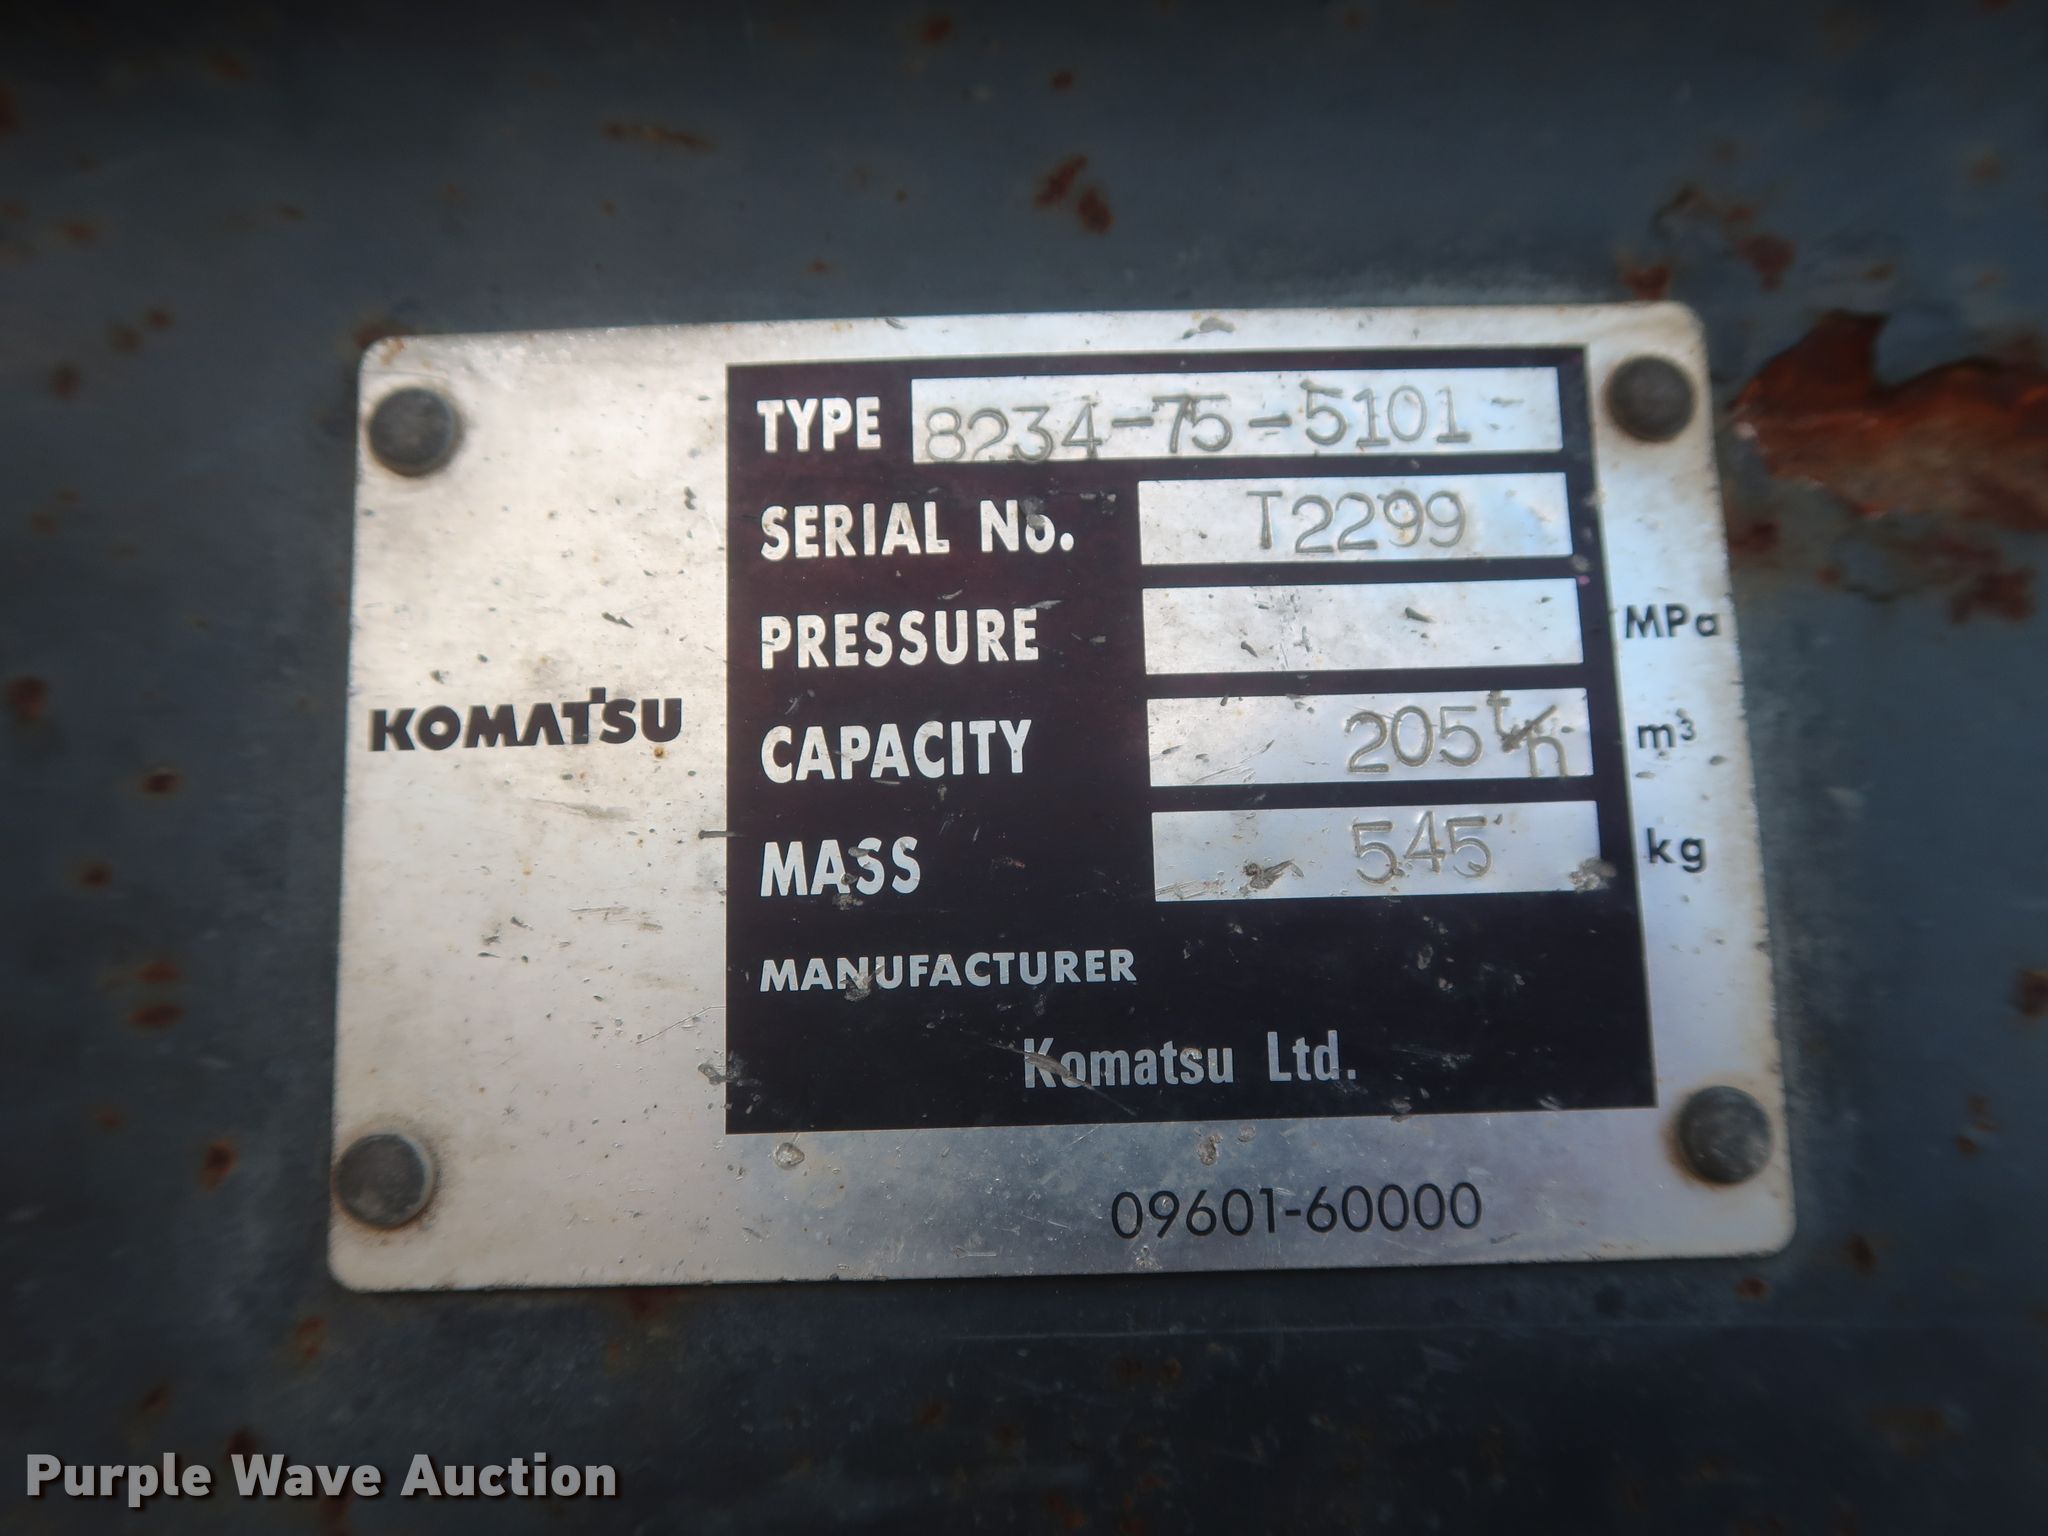 TYPE 8234-75-5101
SERIAL No. T2299
PRESSURE MPa
CAPACITY 205 t/h m³
KOMATSU
MASS 545 kg
MANUFACTURER
Komatsu Ltd.
09601-60000
Purple Wave Auction